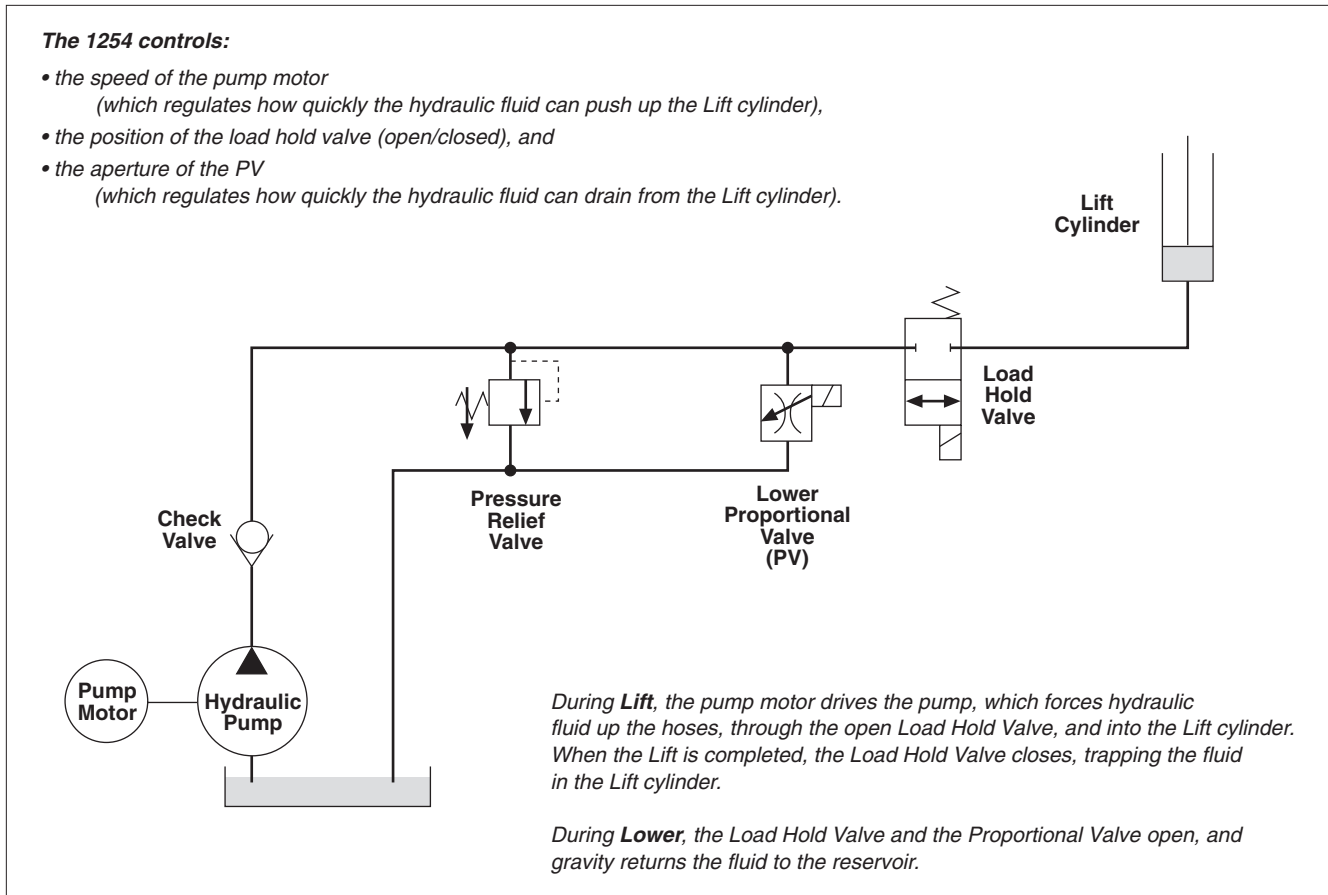 The 1254 controls:
• the speed of the pump motor
(which regulates how quickly the hydraulic fluid can push up the Lift cylinder),
• the position of the load hold valve (open/closed), and
• the aperture of the PV
(which regulates how quickly the hydraulic fluid can drain from the Lift cylinder).
Lift
Cylinder
Load
Hold
Valve
Pressure
Relief
Valve
Lower
Proportional
Valve
(PV)
Check
Valve
Pump
Motor
Hydraulic
Pump
During Lift, the pump motor drives the pump, which forces hydraulic
fluid up the hoses, through the open Load Hold Valve, and into the Lift cylinder.
When the Lift is completed, the Load Hold Valve closes, trapping the fluid
in the Lift cylinder.
During Lower, the Load Hold Valve and the Proportional Valve open, and
gravity returns the fluid to the reservoir.